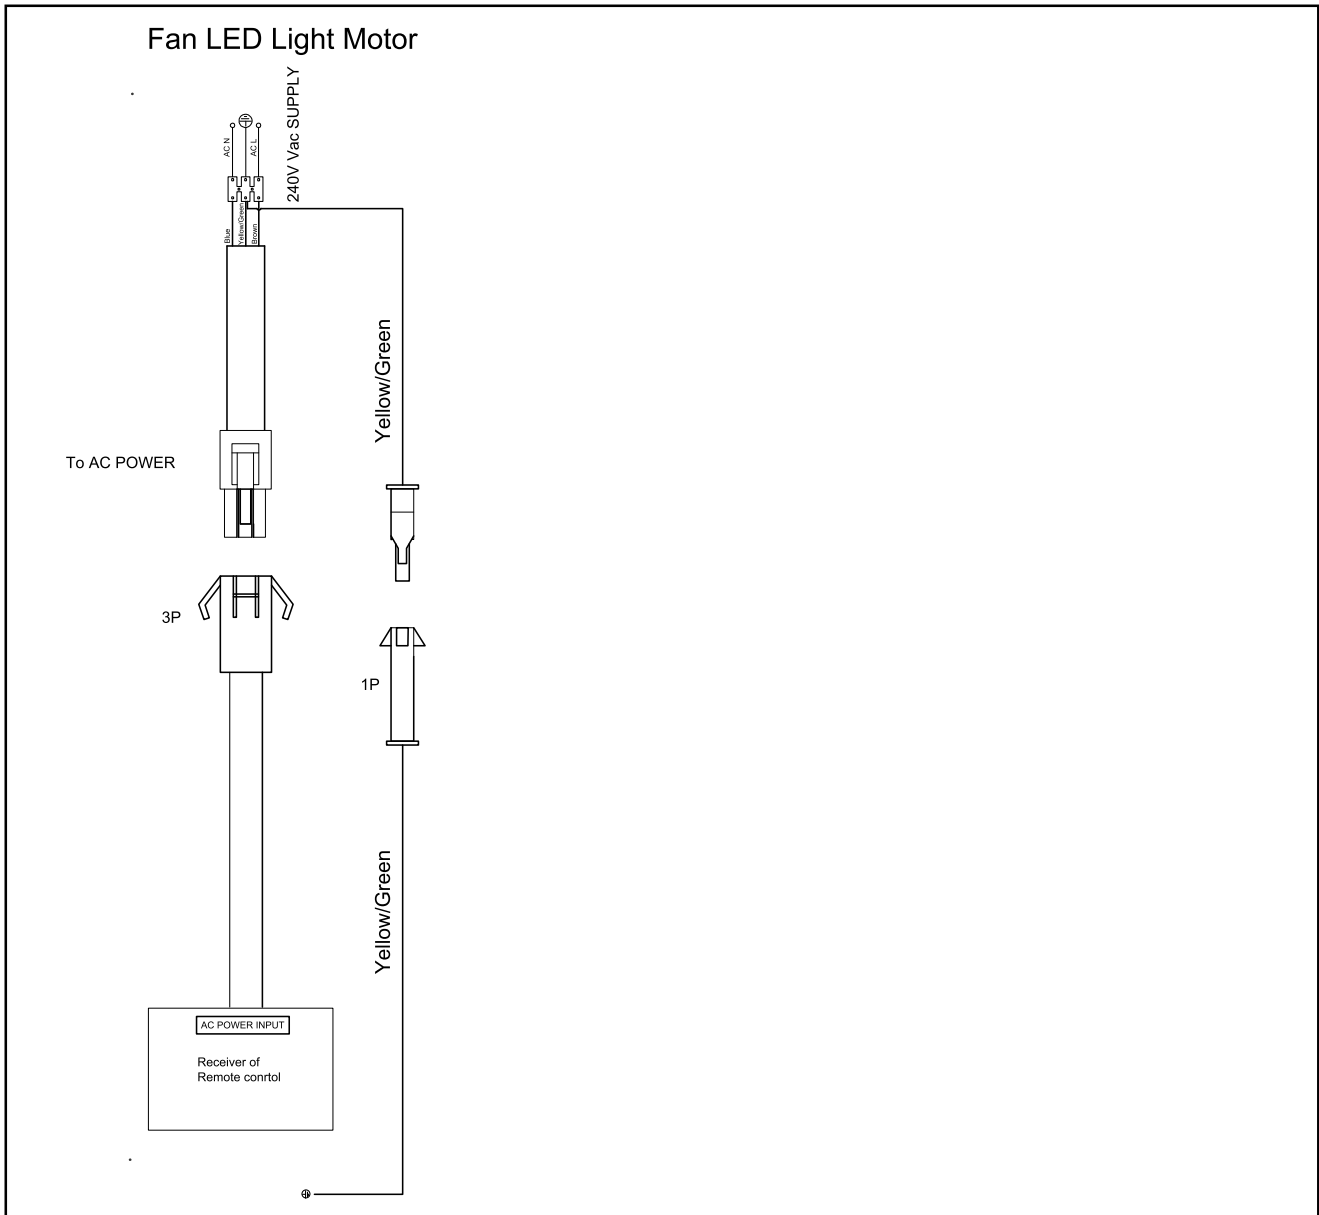 Fan LED Light Motor
240V Vac SUPPLY
AC N
AC L
Blue
Yellow/Green
Brown
Yellow/Green
To AC POWER
3P
1P
Yellow/Green
AC POWER INPUT
Receiver of
Remote conrtol